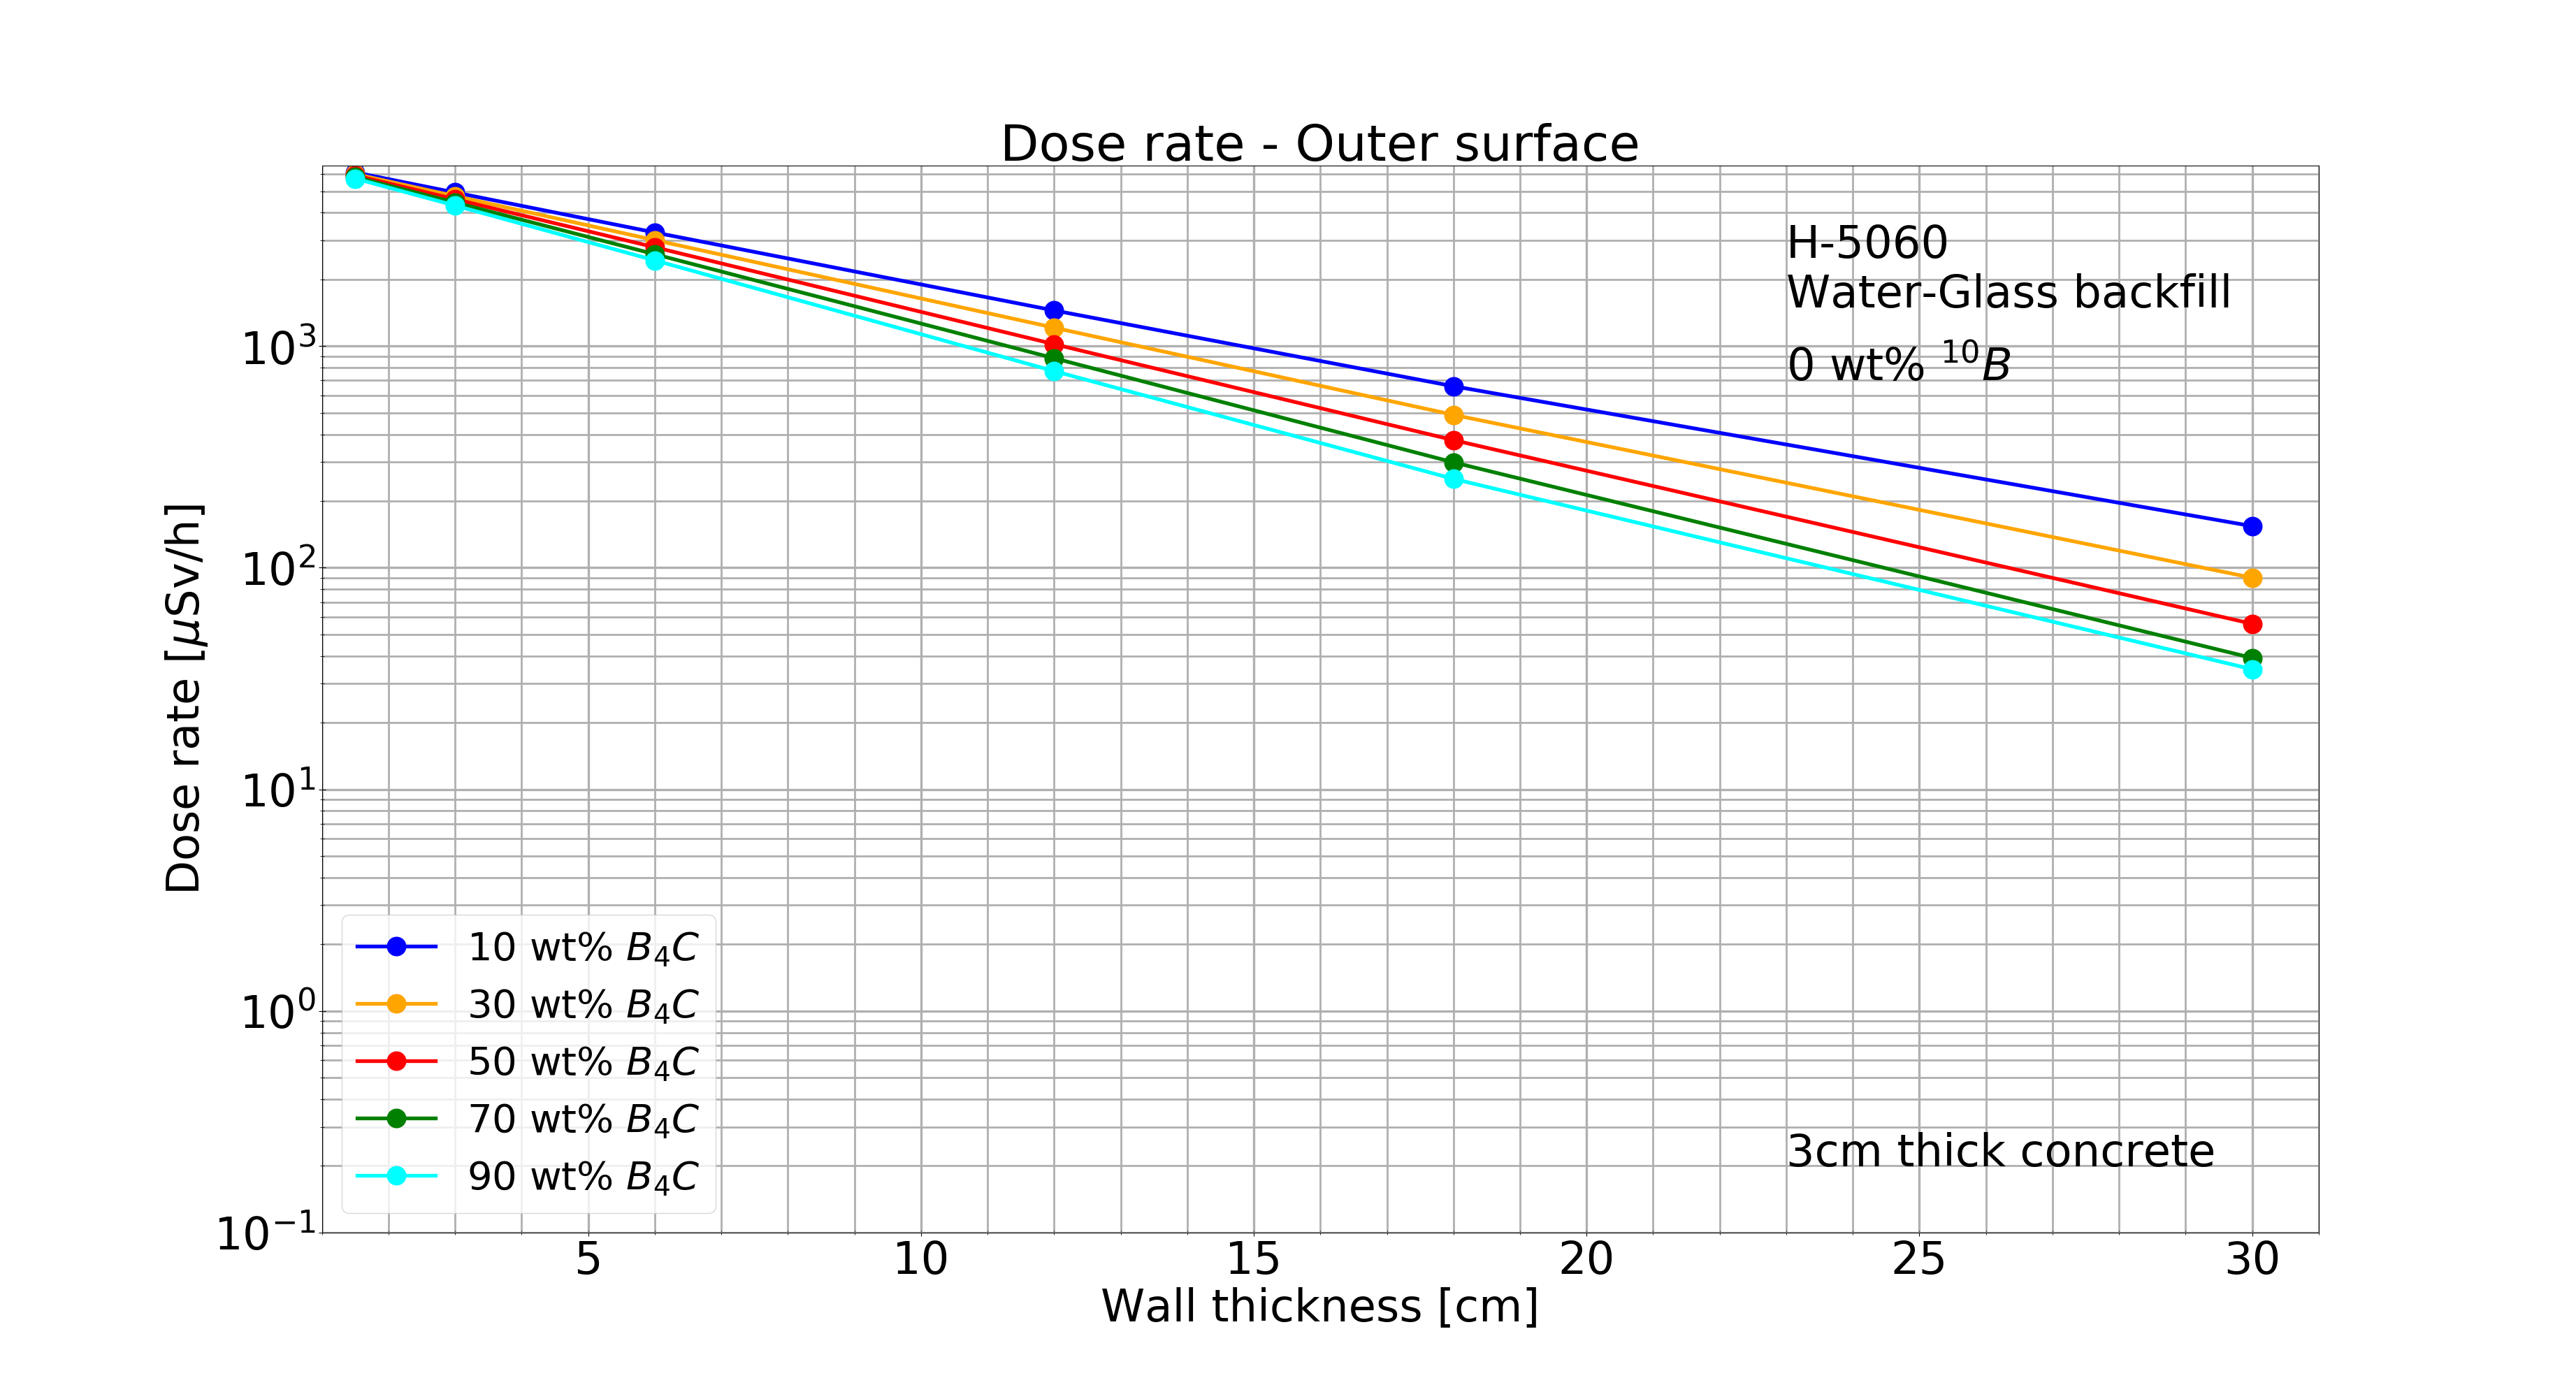 Dose rate - Outer surface
H-5060
Water-Glass backfill
0 wt% ¹⁰B
10³
10²
10¹
10⁰
10⁻¹
Dose rate [μSv/h]
10 wt% B₄C
30 wt% B₄C
50 wt% B₄C
70 wt% B₄C
90 wt% B₄C
3cm thick concrete
5 10 15 20 25 30
Wall thickness [cm]